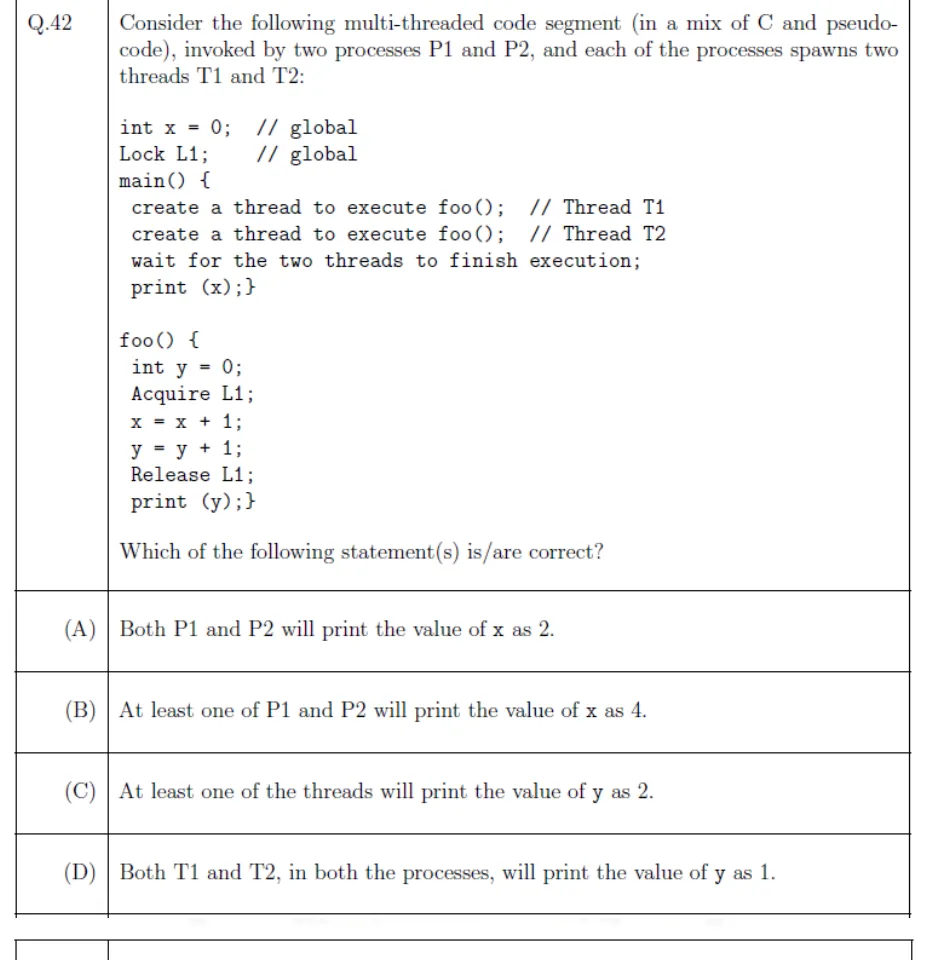 Q.42
Consider the following multi-threaded code segment (in a mix of C and pseudo-
code), invoked by two processes P1 and P2, and each of the processes spawns two
threads T1 and T2:
int x = 0; // global
Lock L1; // global
main() {
create a thread to execute foo(); // Thread T1
create a thread to execute foo(); // Thread T2
wait for the two threads to finish execution;
print (x);}
foo() {
int y = 0;
Acquire L1;
x = x + 1;
y = y + 1;
Release L1;
print (y);}
Which of the following statement(s) is/are correct?
(A) Both P1 and P2 will print the value of x as 2.
(B) At least one of P1 and P2 will print the value of x as 4.
(C) At least one of the threads will print the value of y as 2.
(D) Both T1 and T2, in both the processes, will print the value of y as 1.